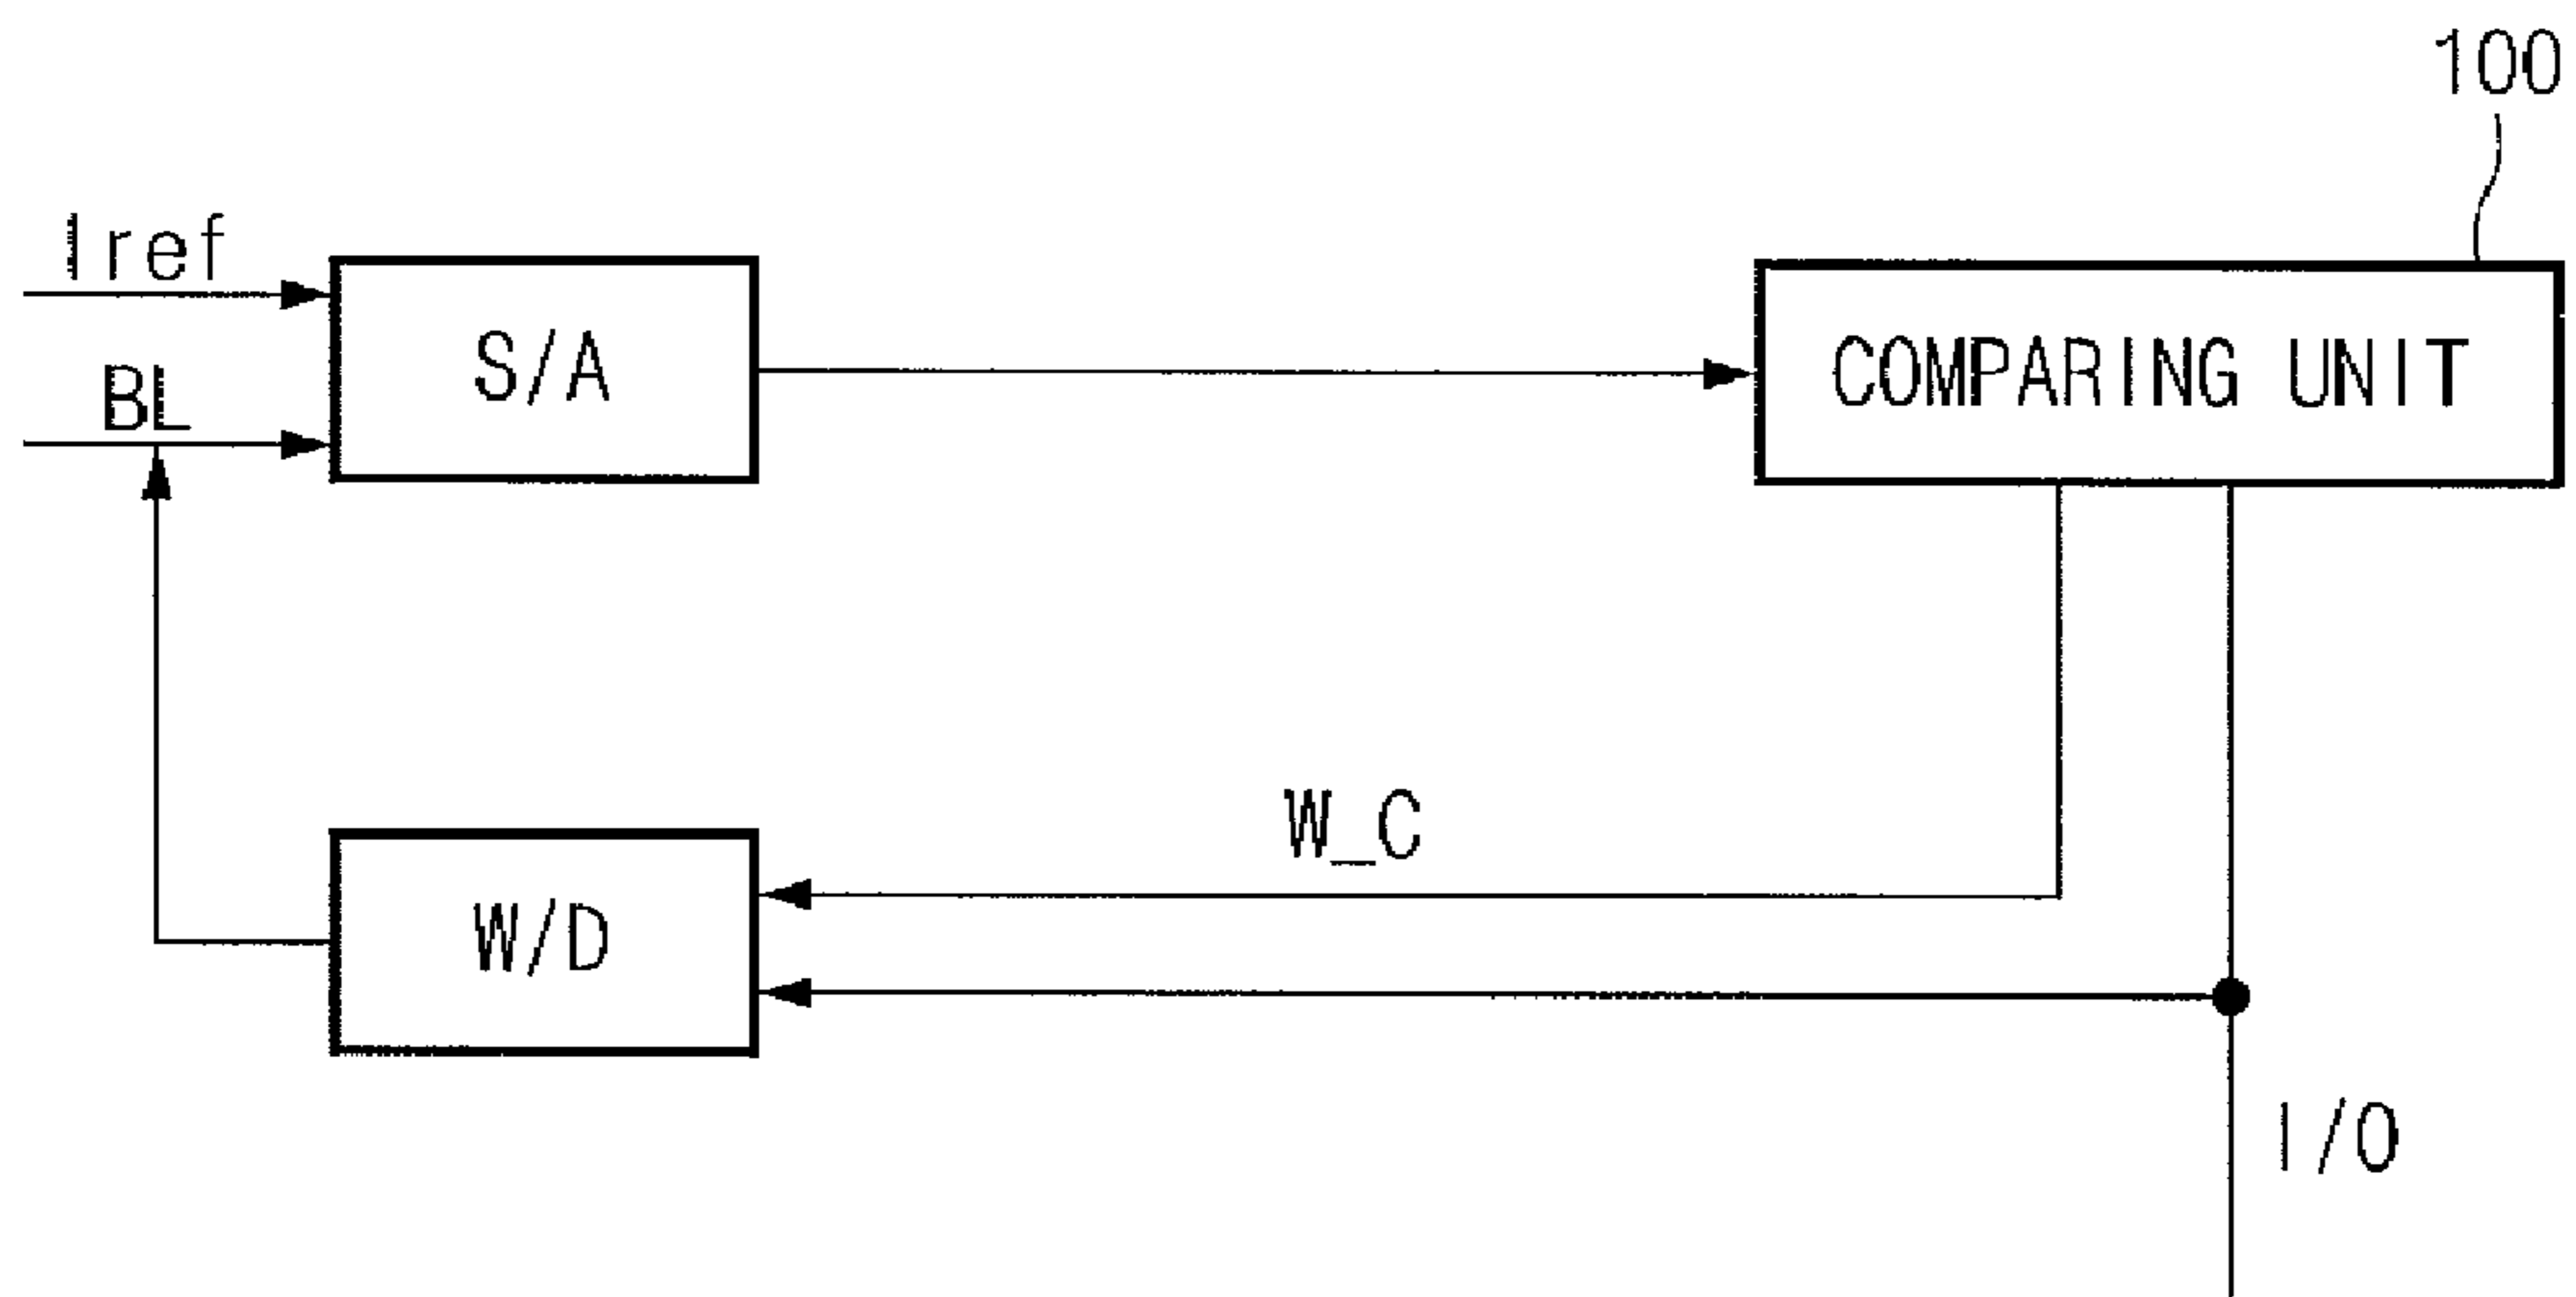 100
Iref
BL
S/A
COMPARING UNIT
W_C
W/D
I/O